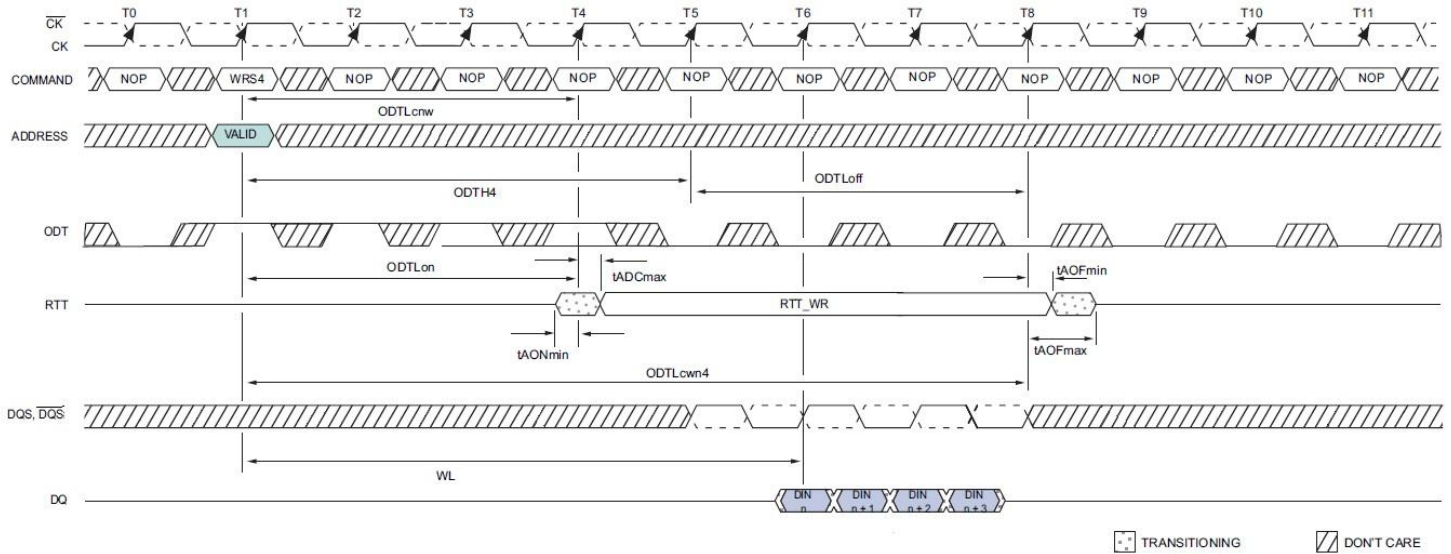 T0 T1 T2 T3 T4 T5 T6 T7 T8 T9 T10 T11
CK
CK
COMMAND NOP WRS4 NOP NOP NOP NOP NOP NOP NOP NOP NOP NOP
ODTLcnw
ADDRESS VALID
ODTH4 ODTLoff
ODT
ODTLon tADCmax tAOFmin
RTT RTT_WR
tAONmin tAOFmax
ODTLcwn4
DQS, DQS
WL
DQ DIN n DIN n + 1 DIN n + 2 DIN n + 3
TRANSITIONING DON'T CARE